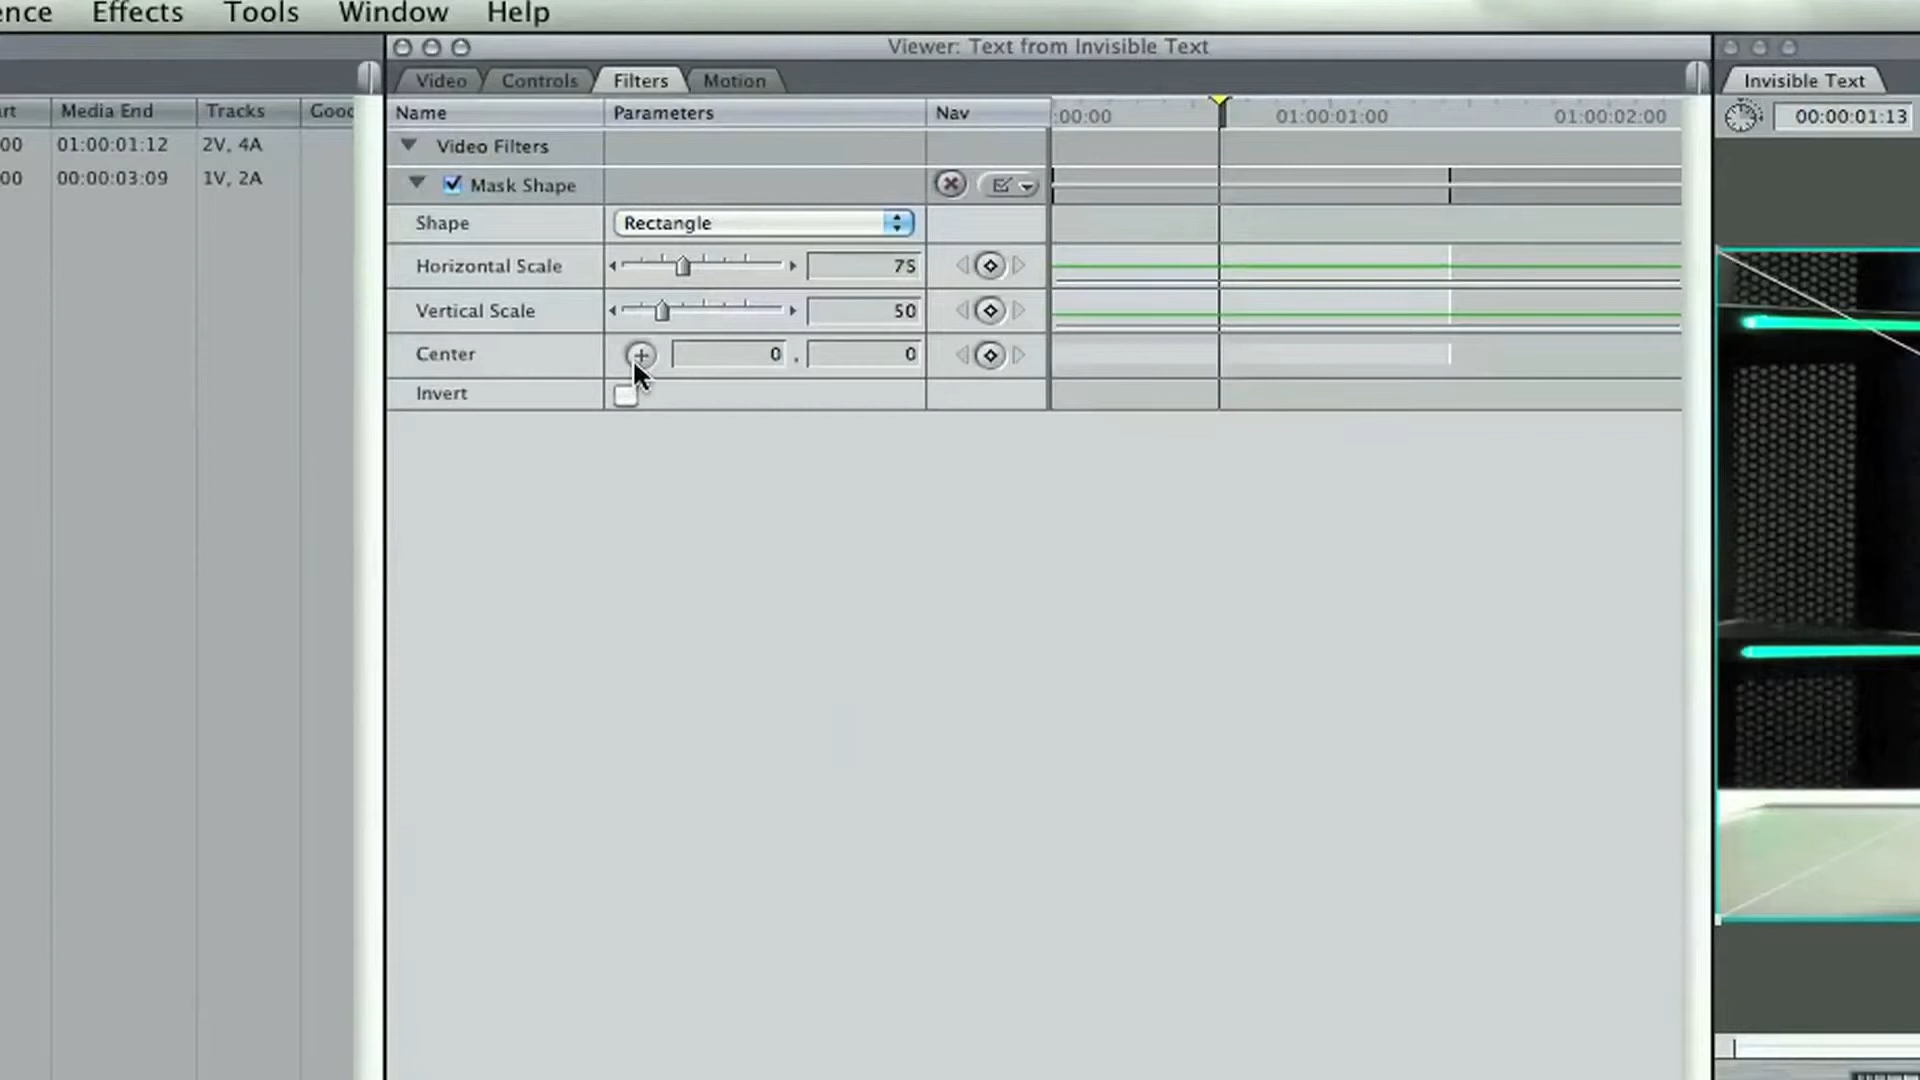 ence Effects Tools Window Help
Viewer: Text from Invisible Text
Video Controls Filters Motion
Invisible Text
rt Media End Tracks Good
Name Parameters Nav :00:00 01:00:01:00 01:00:02:00
00:00:01:13
00 01:00:01:12 2V, 4A
Video Filters
00 00:00:03:09 1V, 2A
Mask Shape
Shape Rectangle
Horizontal Scale 75
Vertical Scale 50
Center 0 , 0
Invert